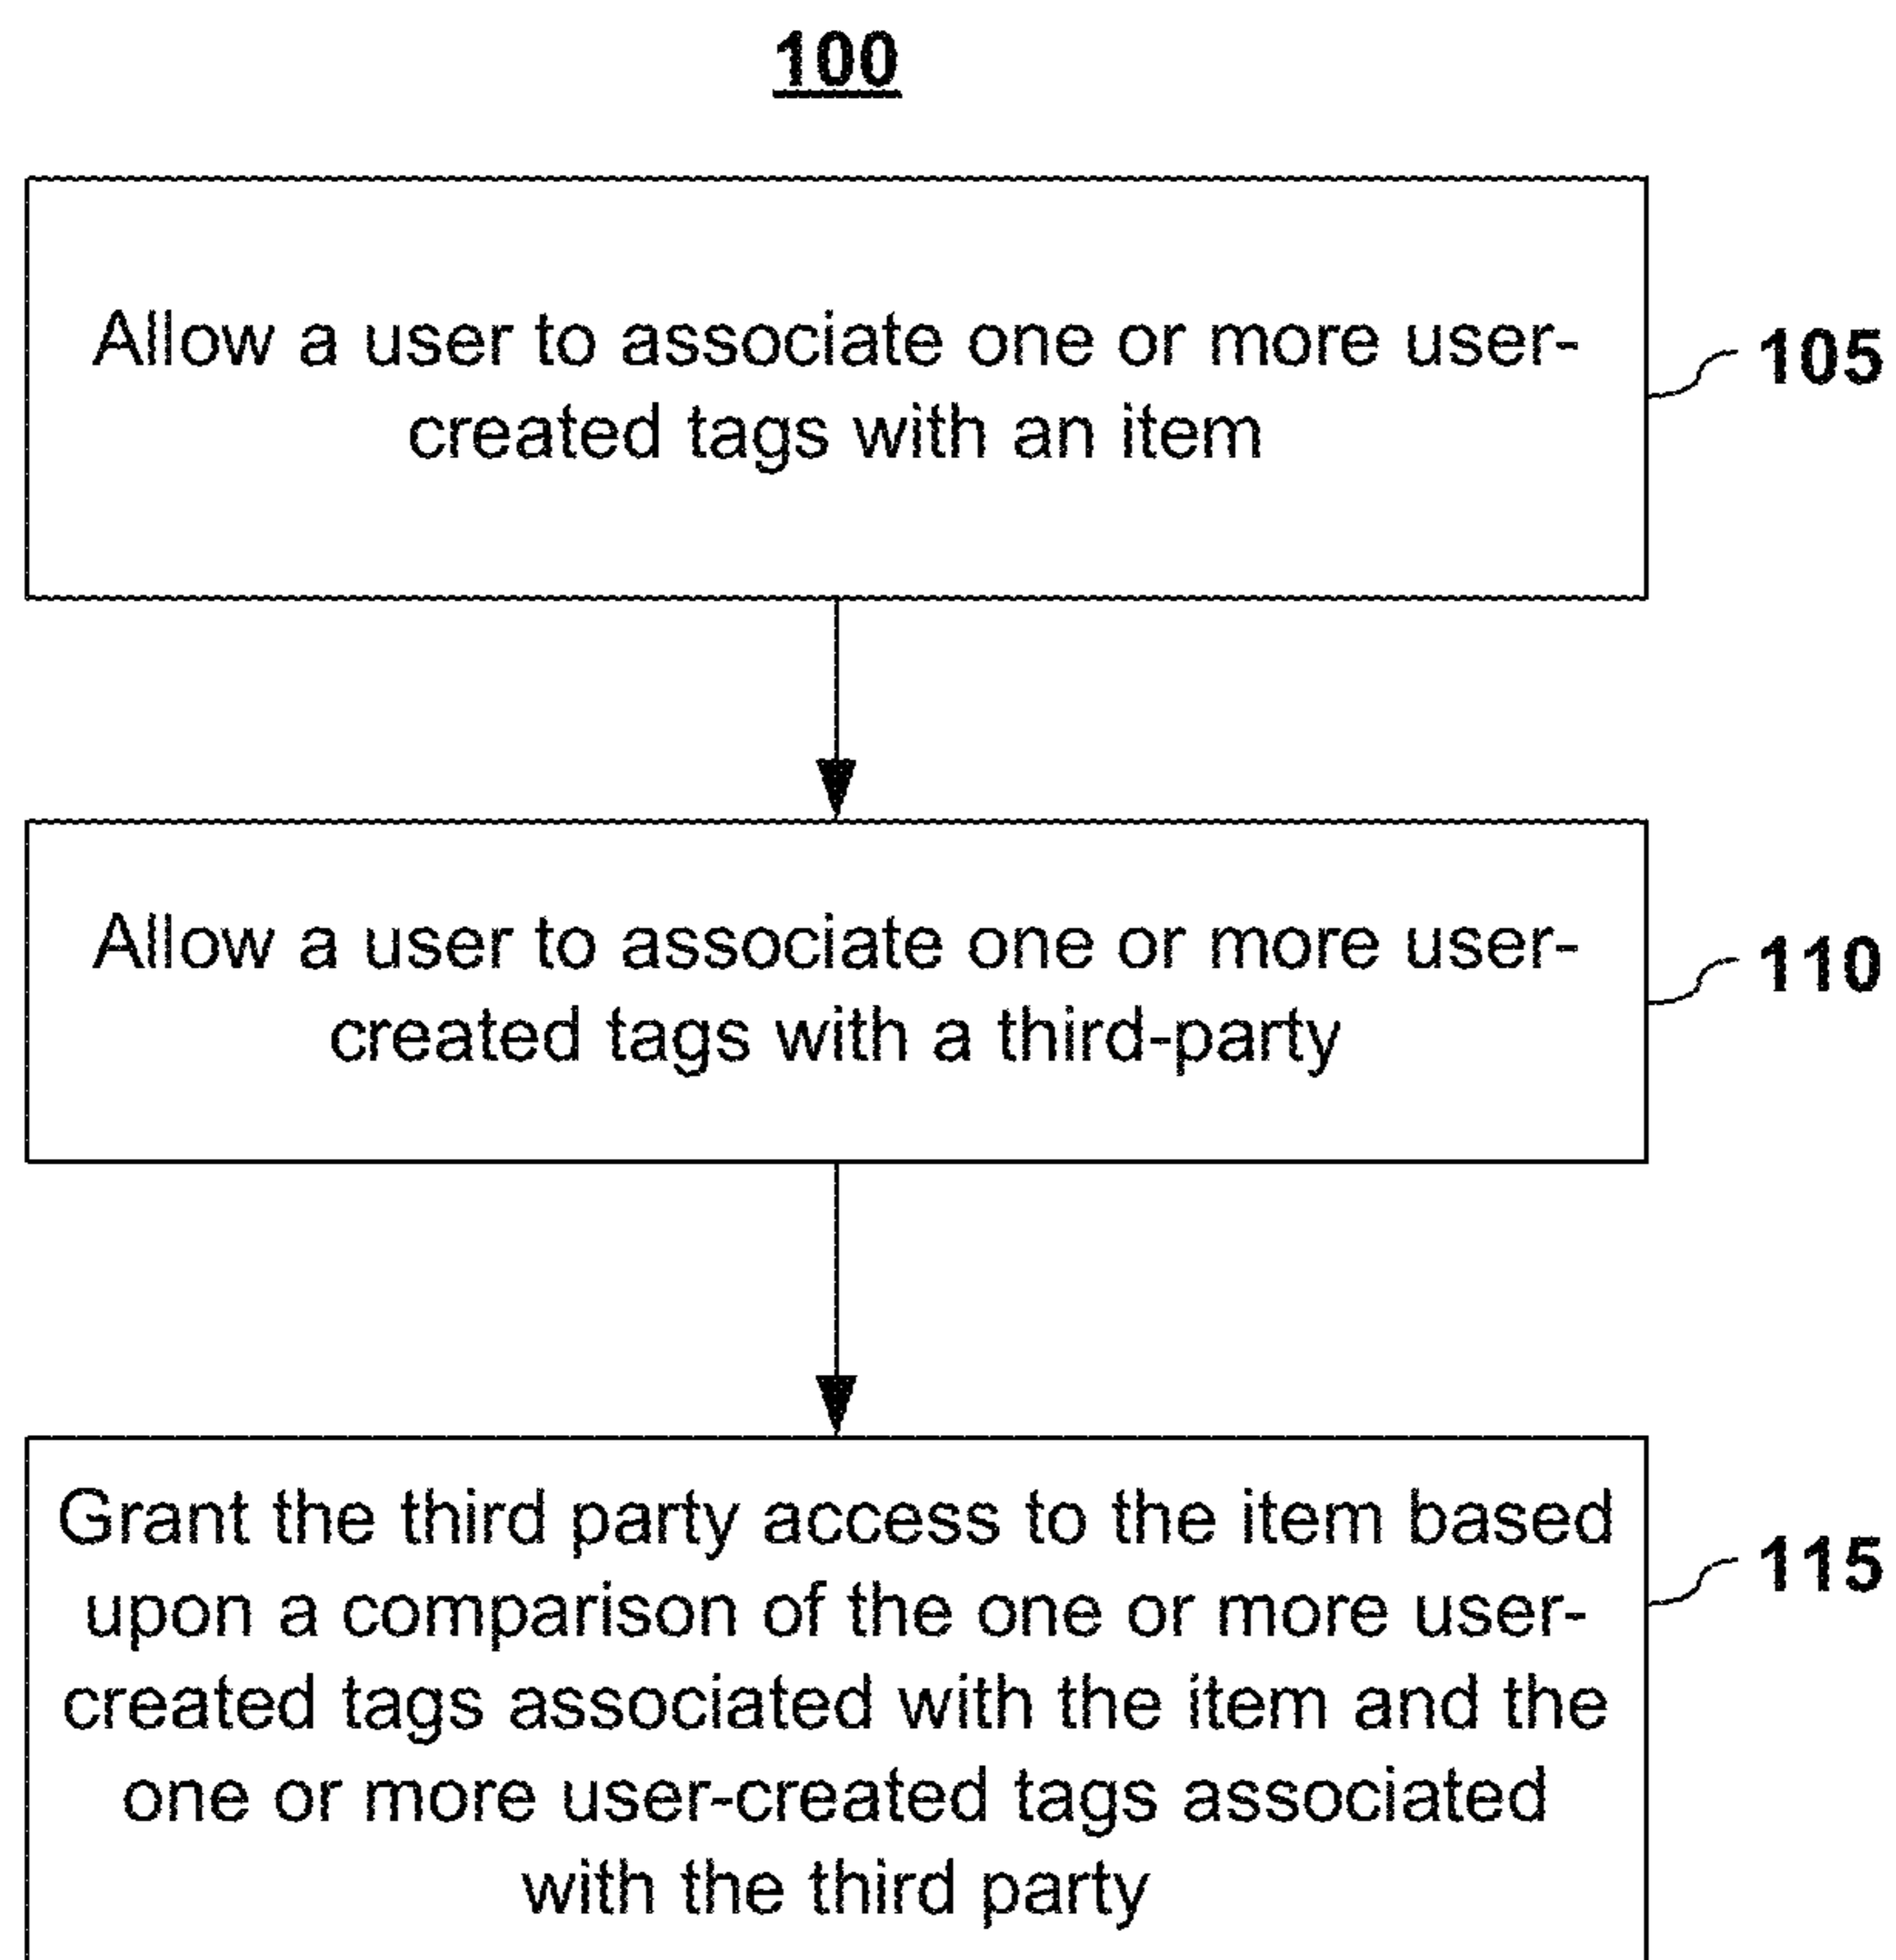 100
Allow a user to associate one or more user-
created tags with an item
105
Allow a user to associate one or more user-
created tags with a third-party
110
Grant the third party access to the item based
upon a comparison of the one or more user-
created tags associated with the item and the
one or more user-created tags associated
with the third party
115